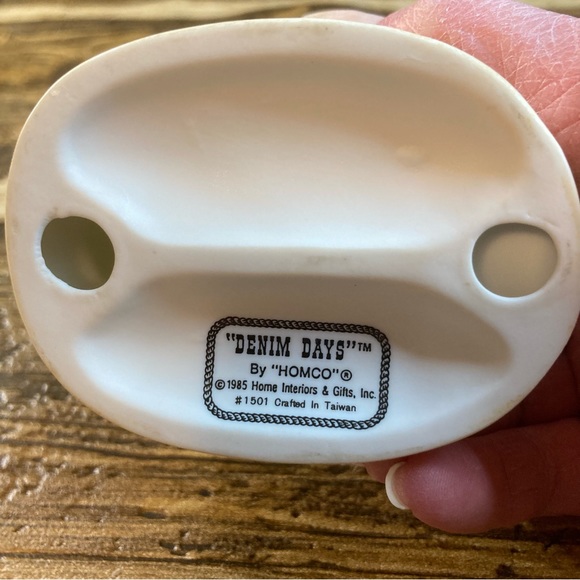 "DENIM DAYS"™
By "HOMCO"®
©1985 Home Interiors & Gifts, Inc.
#1501 Crafted In Taiwan